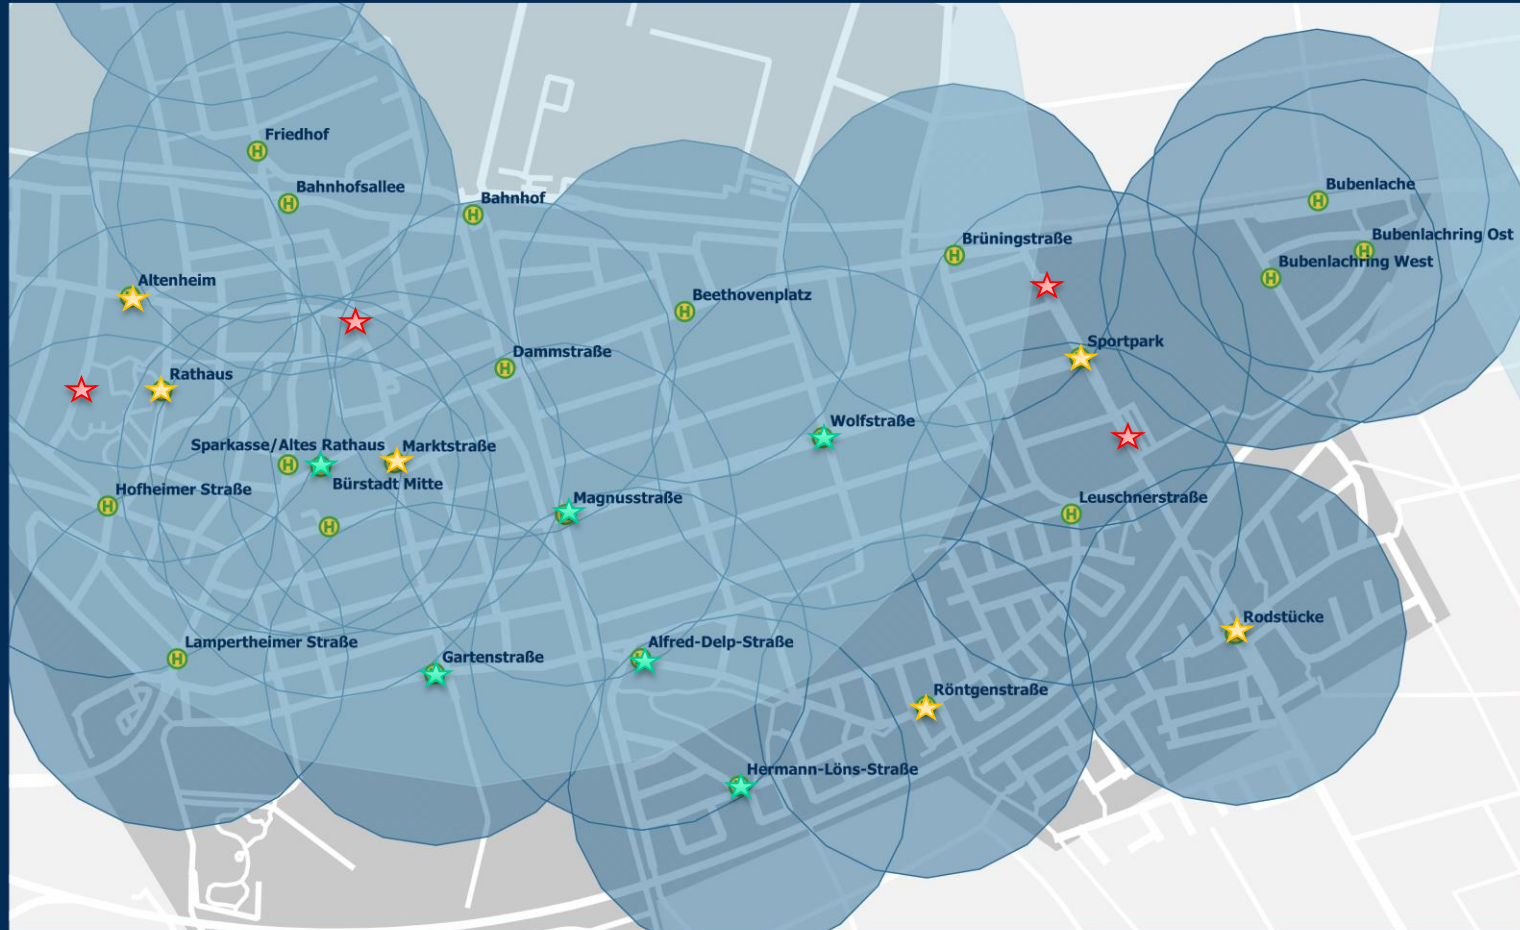 Friedhof
Bahnhofsallee
Bubenlache
Bahnhof
Bubenlachring Ost
Brüningstraße
Bubenlachring West
Altenheim
Beethovenplatz
Sportpark
Dammstraße
Rathaus
Wolfstraße
Sparkasse/Altes Rathaus
Marktstraße
Bürstadt Mitte
Hofheimer Straße
Magnusstraße
Leuschnerstraße
Rodstücke
Lampertheimer Straße
Alfred-Delp-Straße
Gartenstraße
Röntgenstraße
Hermann-Löns-Straße
H
H
H
H
H
H
H
H
H
H
H
H
H
H